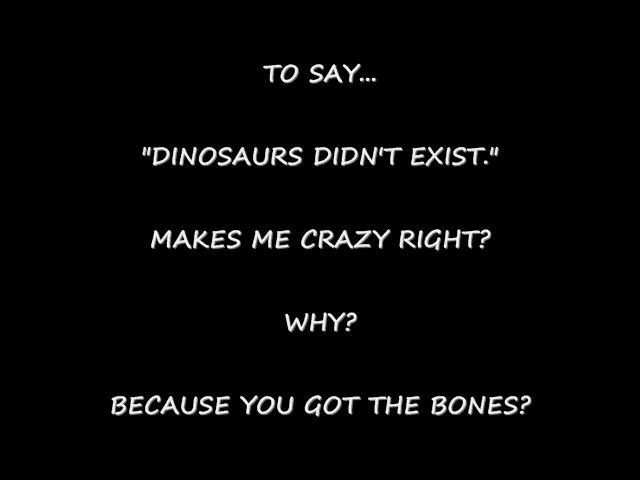 TO SAY...
"DINOSAURS DIDN'T EXIST."
MAKES ME CRAZY RIGHT?
WHY?
BECAUSE YOU GOT THE BONES?